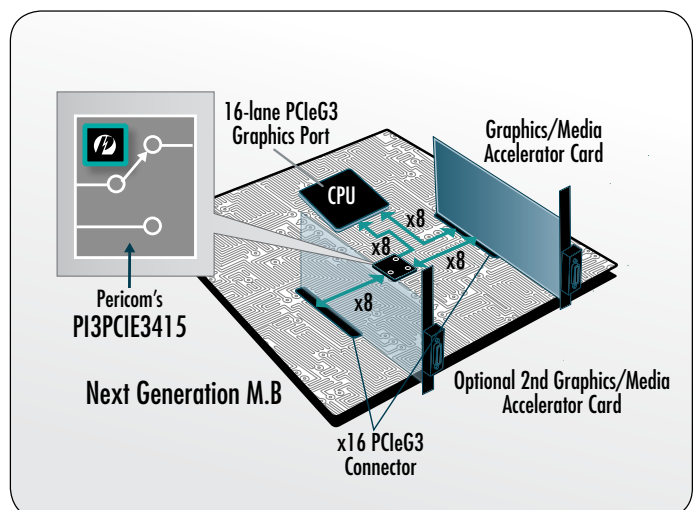 16-lane PCIeG3
Graphics Port
Graphics/Media
Accelerator Card
CPU
x8
x8
x8
x8
Pericom's
PI3PCIE3415
Next Generation M.B
Optional 2nd Graphics/Media
Accelerator Card
x16 PCIeG3
Connector